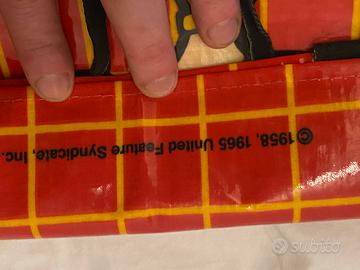 © 1958, 1965 United Feature Syndicate, Inc.
subito